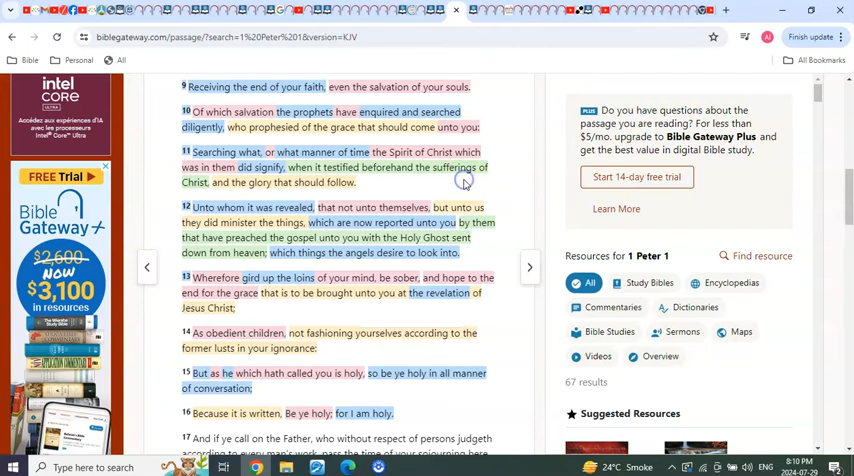 biblegateway.com/passage/?search=1%20Peter%201&version=KJV
Finish update
Bible
Personal
All
All Bookmarks
intel
CORE
ULTRA
Accédez aux expériences d'IA
avec les processeurs
Intel® Core™ Ultra
FREE Trial
Bible
Gateway+
$2,600
NOW
$3,100
in resources
9 Receiving the end of your faith, even the salvation of your souls.
10 Of which salvation the prophets have enquired and searched
diligently, who prophesied of the grace that should come unto you:
11 Searching what, or what manner of time the Spirit of Christ which
was in them did signify, when it testified beforehand the sufferings of
Christ, and the glory that should follow.
12 Unto whom it was revealed, that not unto themselves, but unto us
they did minister the things, which are now reported unto you by them
that have preached the gospel unto you with the Holy Ghost sent
down from heaven; which things the angels desire to look into.
13 Wherefore gird up the loins of your mind, be sober, and hope to the
end for the grace that is to be brought unto you at the revelation of
Jesus Christ;
14 As obedient children, not fashioning yourselves according to the
former lusts in your ignorance:
15 But as he which hath called you is holy, so be ye holy in all manner
of conversation;
16 Because it is written, Be ye holy; for I am holy.
17 And if ye call on the Father, who without respect of persons judgeth
according to every man's work, pass the time of your sojourning here
PLUS Do you have questions about the
passage you are reading? For less than
$5/mo. upgrade to Bible Gateway Plus and
get the best value in digital Bible study.
Start 14-day free trial
Learn More
Resources for 1 Peter 1
Find resource
All
Study Bibles
Encyclopedias
Commentaries
Dictionaries
Bible Studies
Sermons
Maps
Videos
Overview
67 results
Suggested Resources
Type here to search
24°C Smoke
ENG
8:10 PM
2024-07-29